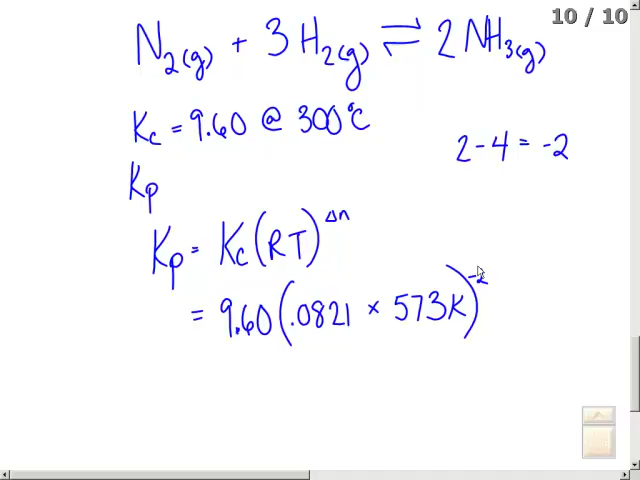 10 / 10
N₂(g) + 3 H₂(g) ⇌ 2 NH₃(g)
Kc = 9.60 @ 300°C
2 - 4 = -2
Kp
Kp = Kc (RT)^Δn
= 9.60 (.0821 × 573K)^-2